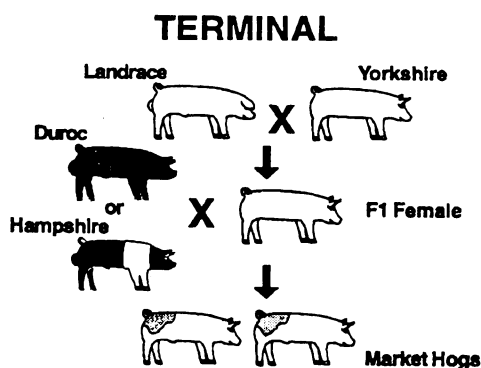 TERMINAL
Landrace
Yorkshire
X
Duroc
or
Hampshire
X
F1 Female
Market Hogs